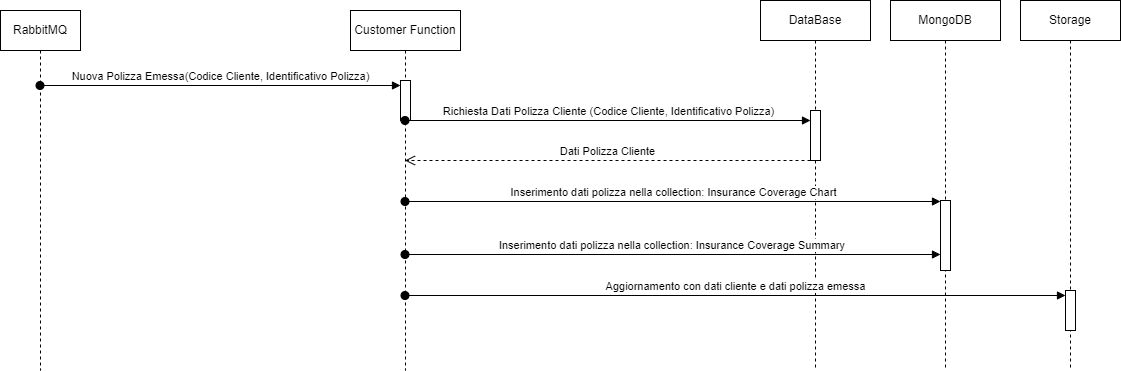 RabbitMQ
Customer Function
DataBase
MongoDB
Storage
Nuova Polizza Emessa(Codice Cliente, Identificativo Polizza)
Richiesta Dati Polizza Cliente (Codice Cliente, Identificativo Polizza)
Dati Polizza Cliente
Inserimento dati polizza nella collection: Insurance Coverage Chart
Inserimento dati polizza nella collection: Insurance Coverage Summary
Aggiornamento con dati cliente e dati polizza emessa